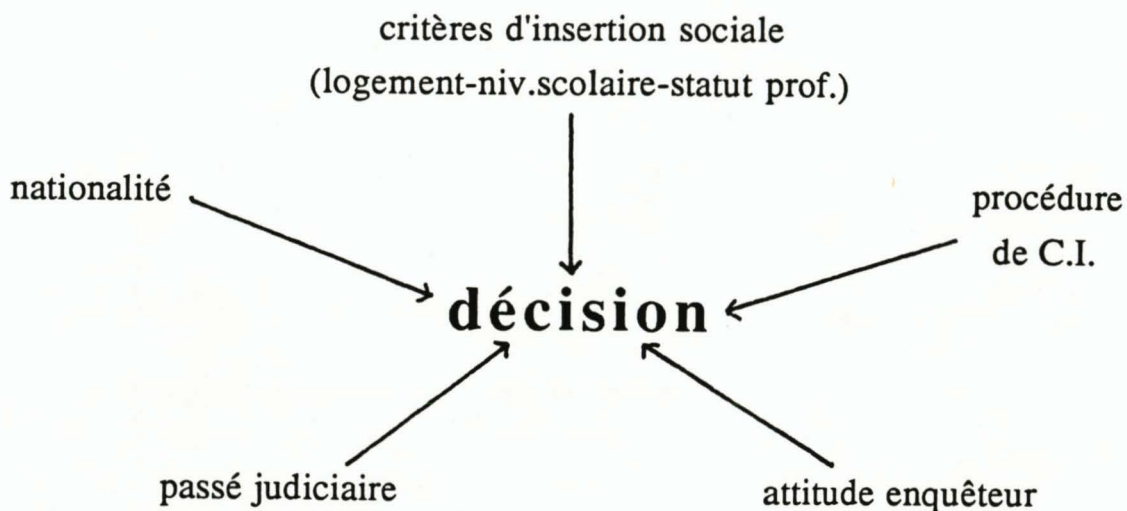 critères d'insertion sociale
(logement-niv.scolaire-statut prof.)
nationalité
procédure
de C.I.
décision
passé judiciaire
attitude enquêteur